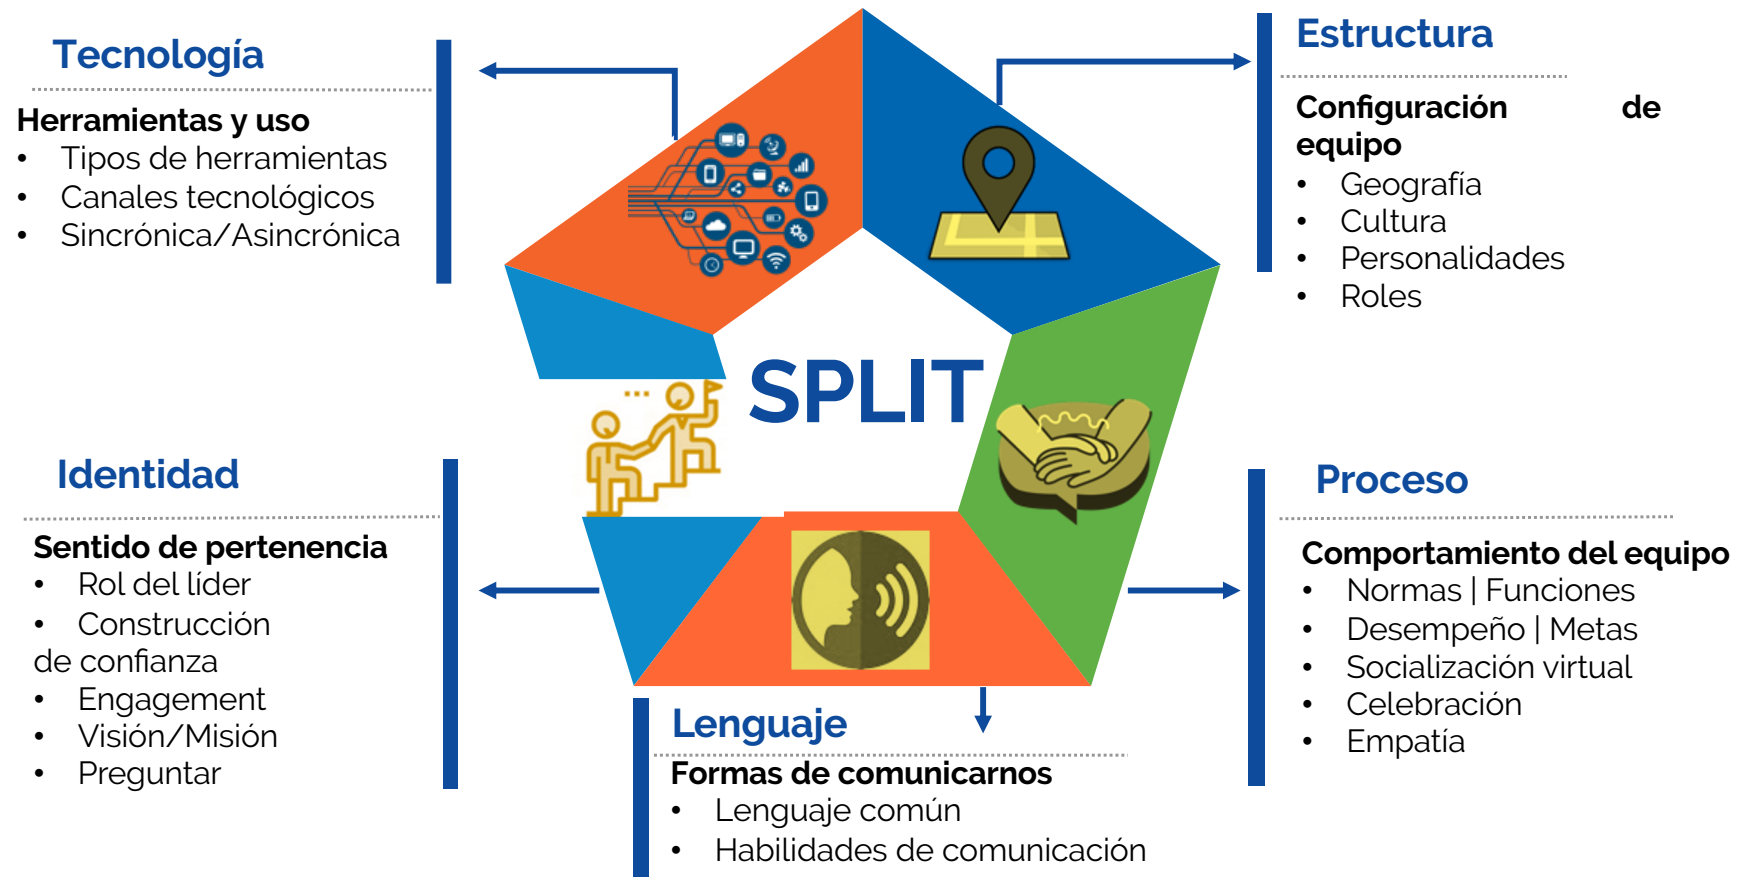 Tecnología
Herramientas y uso
• Tipos de herramientas
• Canales tecnológicos
• Sincrónica/Asincrónica
Estructura
Configuración de
equipo
• Geografía
• Cultura
• Personalidades
• Roles
SPLIT
Identidad
Sentido de pertenencia
• Rol del líder
• Construcción
de confianza
• Engagement
• Visión/Misión
• Preguntar
Proceso
Comportamiento del equipo
• Normas | Funciones
• Desempeño | Metas
• Socialización virtual
• Celebración
• Empatía
Lenguaje
Formas de comunicarnos
• Lenguaje común
• Habilidades de comunicación